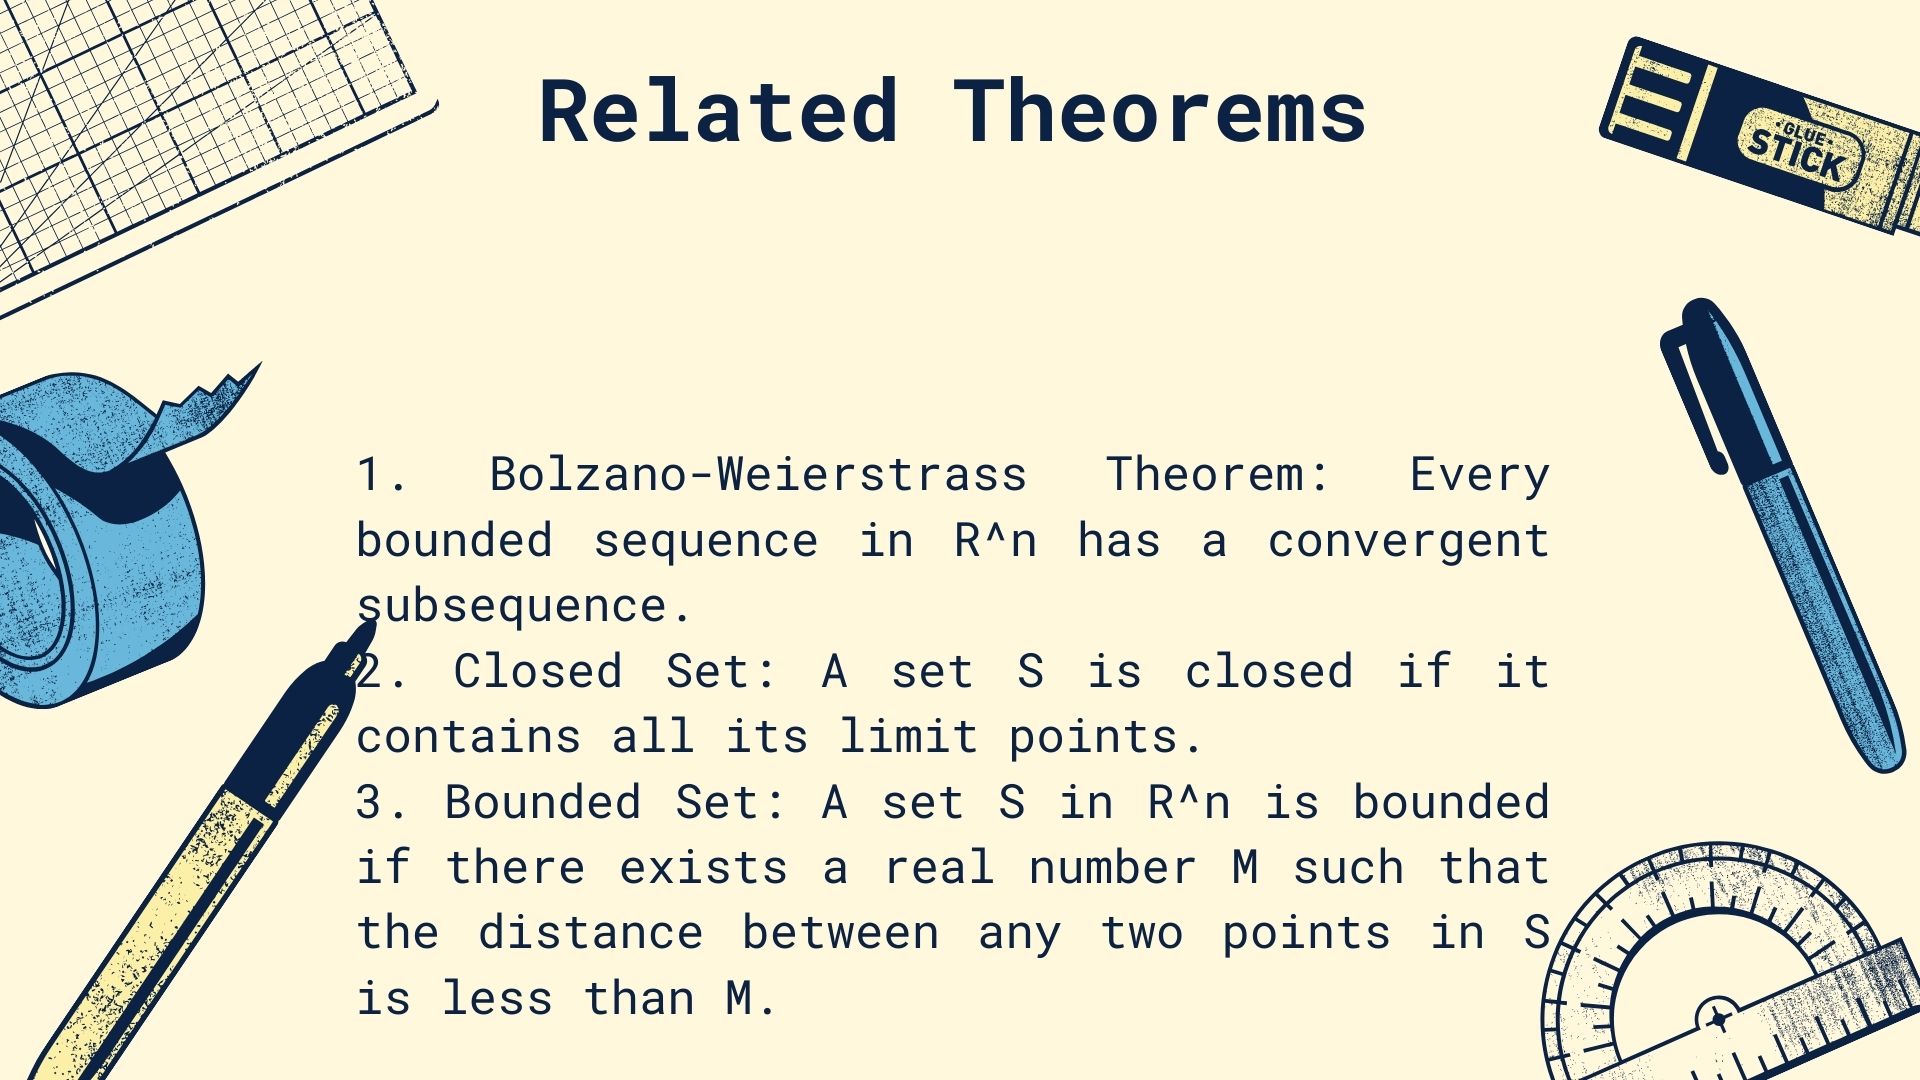 Related Theorems
·GLUE·
STICK
1. Bolzano-Weierstrass Theorem: Every
bounded sequence in R^n has a convergent
subsequence.
2. Closed Set: A set S is closed if it
contains all its limit points.
3. Bounded Set: A set S in R^n is bounded
if there exists a real number M such that
the distance between any two points in S
is less than M.